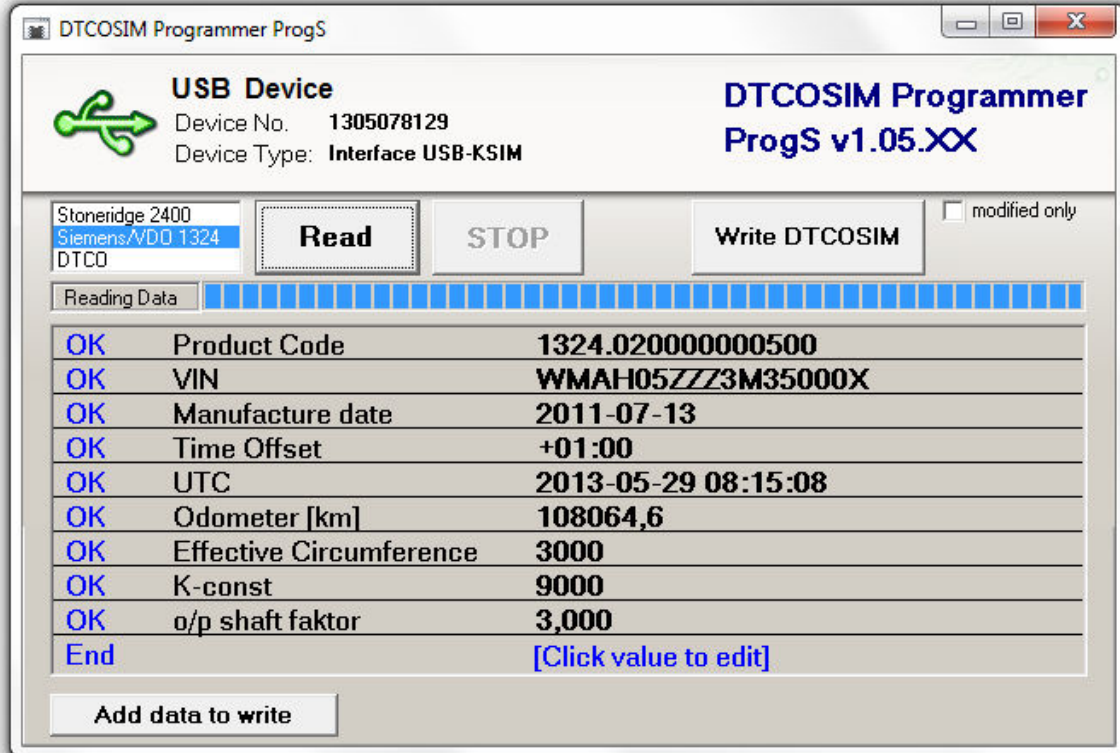 DTCOSIM Programmer ProgS
USB Device
Device No. 1305078129
Device Type: Interface USB-KSIM
DTCOSIM Programmer
ProgS v1.05.XX
Stoneridge 2400
Siemens/VDO 1324
DTCO
Read
STOP
Write DTCOSIM
modified only
Reading Data
OK Product Code 1324.020000000500
OK VIN WMAH05ZZZ3M35000X
OK Manufacture date 2011-07-13
OK Time Offset +01:00
OK UTC 2013-05-29 08:15:08
OK Odometer [km] 108064,6
OK Effective Circumference 3000
OK K-const 9000
OK o/p shaft faktor 3,000
End [Click value to edit]
Add data to write